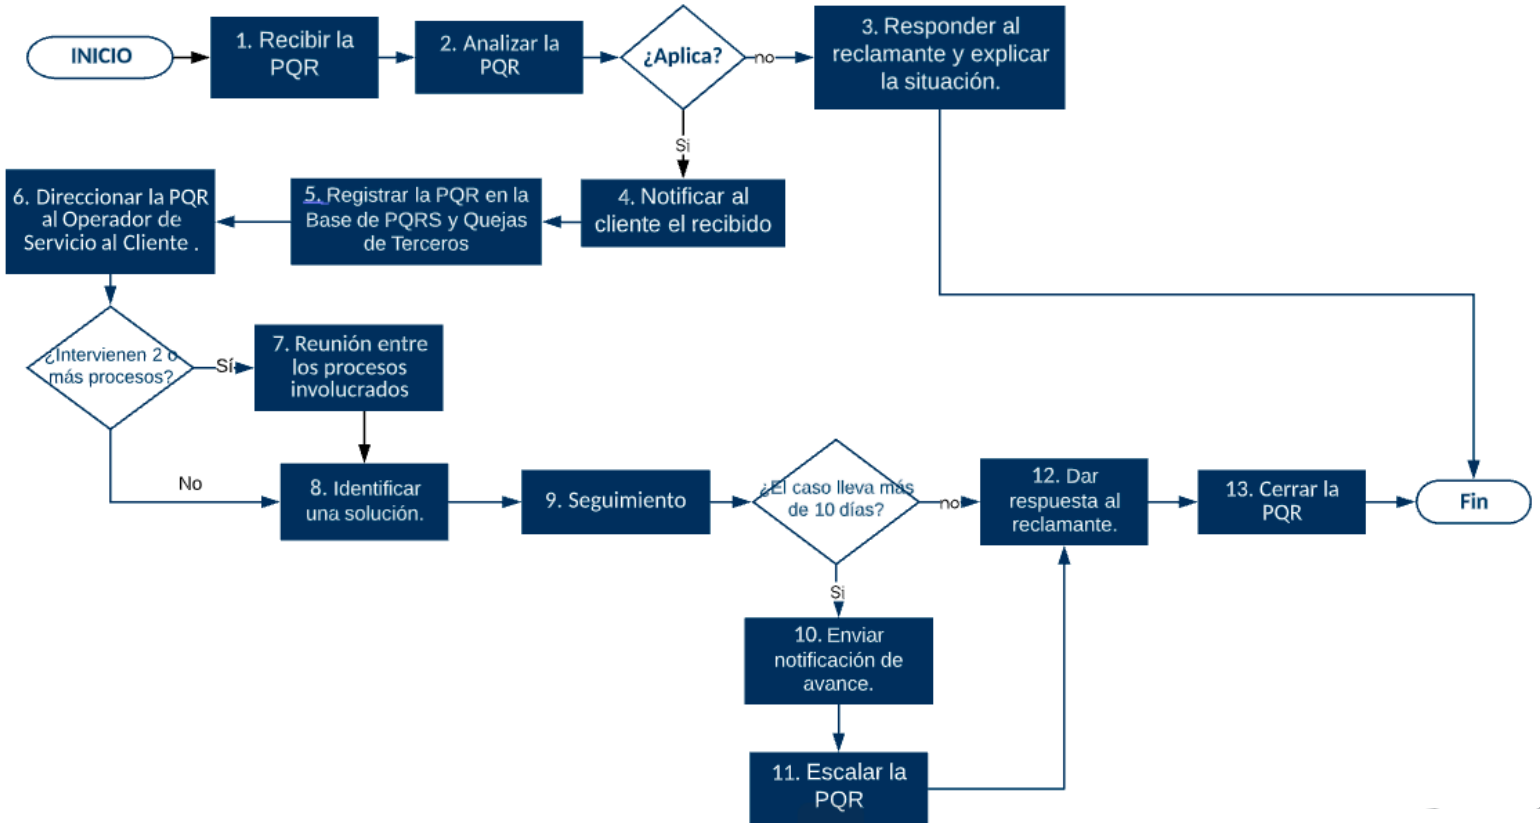 INICIO
1. Recibir la
PQR
2. Analizar la
PQR
¿Aplica?
no
3. Responder al
reclamante y explicar
la situación.
Si
4. Notificar al
cliente el recibido
5. Registrar la PQR en la
Base de PQRS y Quejas
de Terceros
6. Direccionar la PQR
al Operador de
Servicio al Cliente .
¿Intervienen 2 o
más procesos?
Sí
7. Reunión entre
los procesos
involucrados
No
8. Identificar
una solución.
9. Seguimiento
¿El caso lleva más
de 10 días?
no
12. Dar
respuesta al
reclamante.
13. Cerrar la
PQR
Fin
Si
10. Enviar
notificación de
avance.
11. Escalar la
PQR